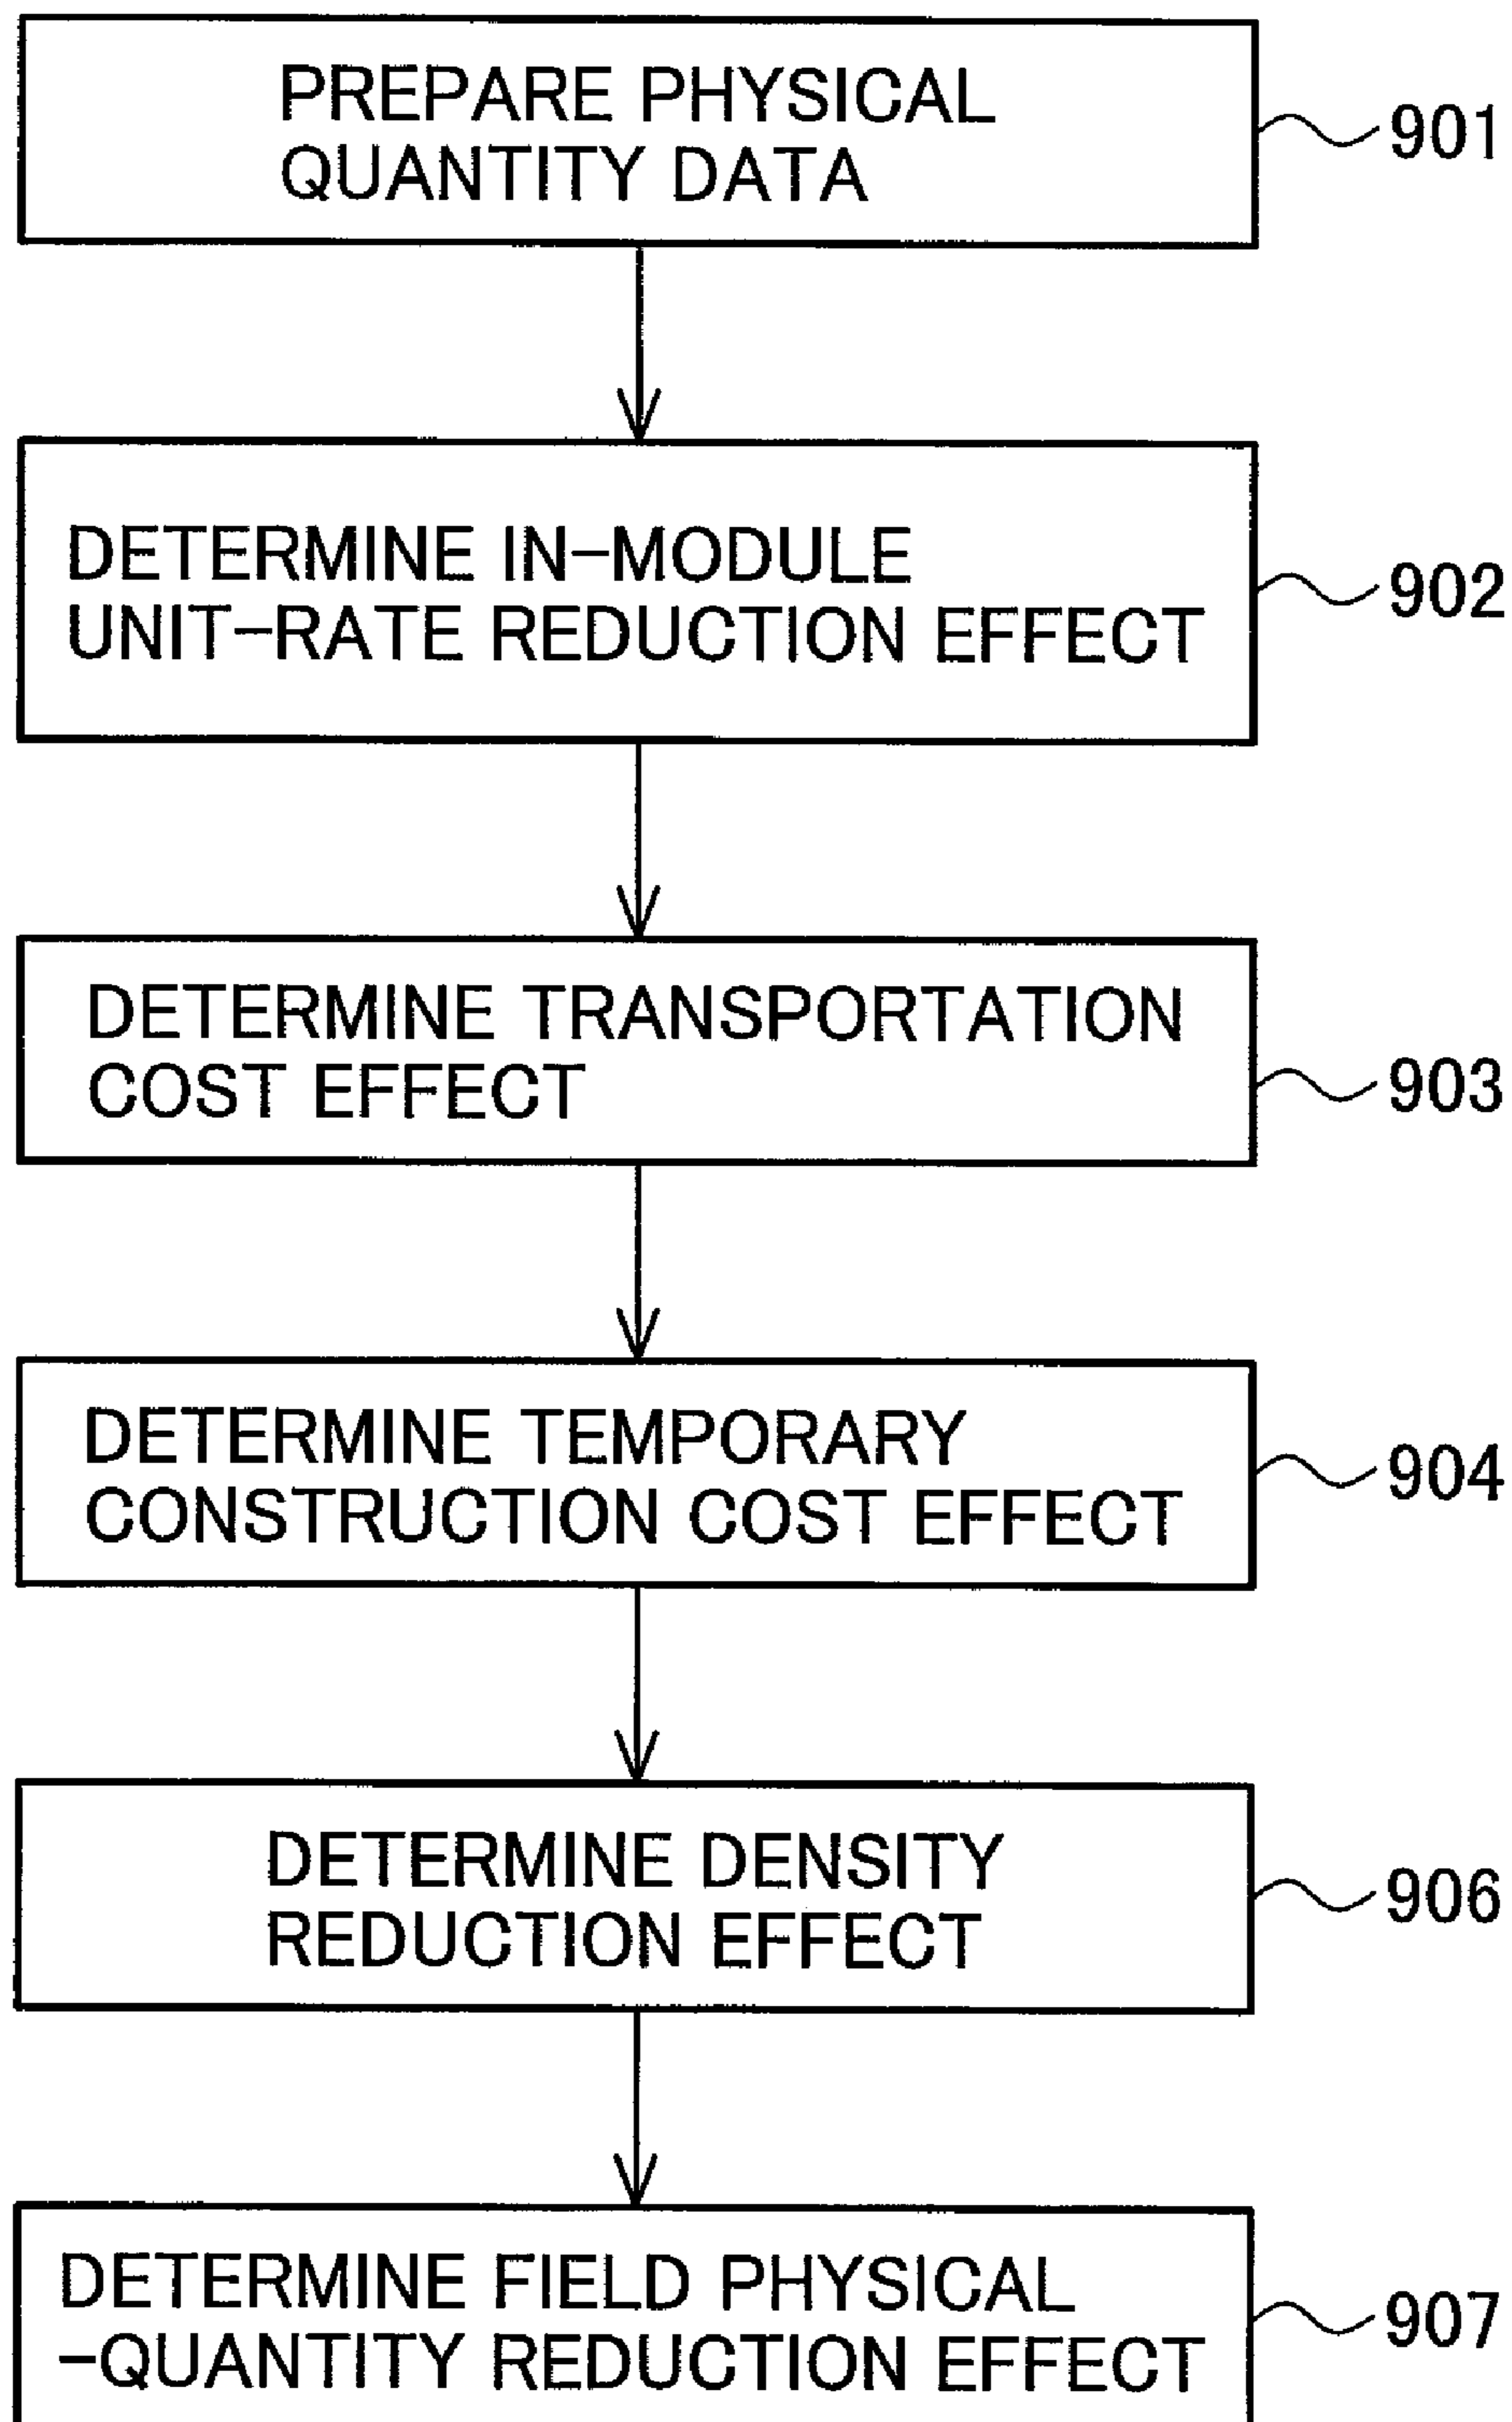 PREPARE PHYSICAL
QUANTITY DATA
901
DETERMINE IN-MODULE
UNIT-RATE REDUCTION EFFECT
902
DETERMINE TRANSPORTATION
COST EFFECT
903
DETERMINE TEMPORARY
CONSTRUCTION COST EFFECT
904
DETERMINE DENSITY
REDUCTION EFFECT
906
DETERMINE FIELD PHYSICAL
-QUANTITY REDUCTION EFFECT
907